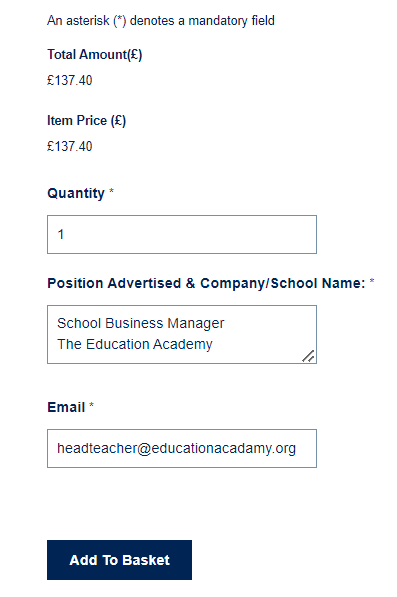 An asterisk (*) denotes a mandatory field
Total Amount(£)
£137.40
Item Price (£)
£137.40
Quantity *
1
Position Advertised & Company/School Name: *
School Business Manager
The Education Academy
Email *
headteacher@educationacadamy.org
Add To Basket